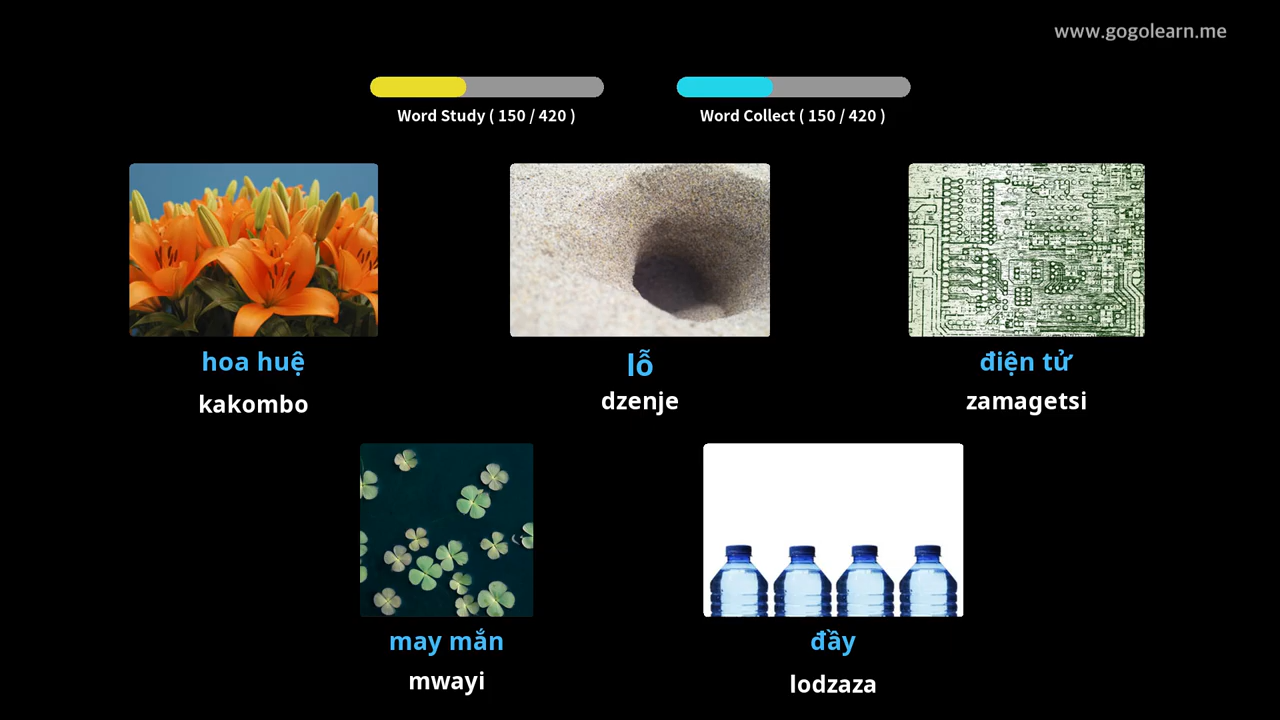 www.gogolearn.me
Word Study ( 150 / 420 )
Word Collect ( 150 / 420 )
hoa huệ
kakombo
lỗ
dzenje
điện tử
zamagetsi
may mắn
mwayi
đầy
lodzaza